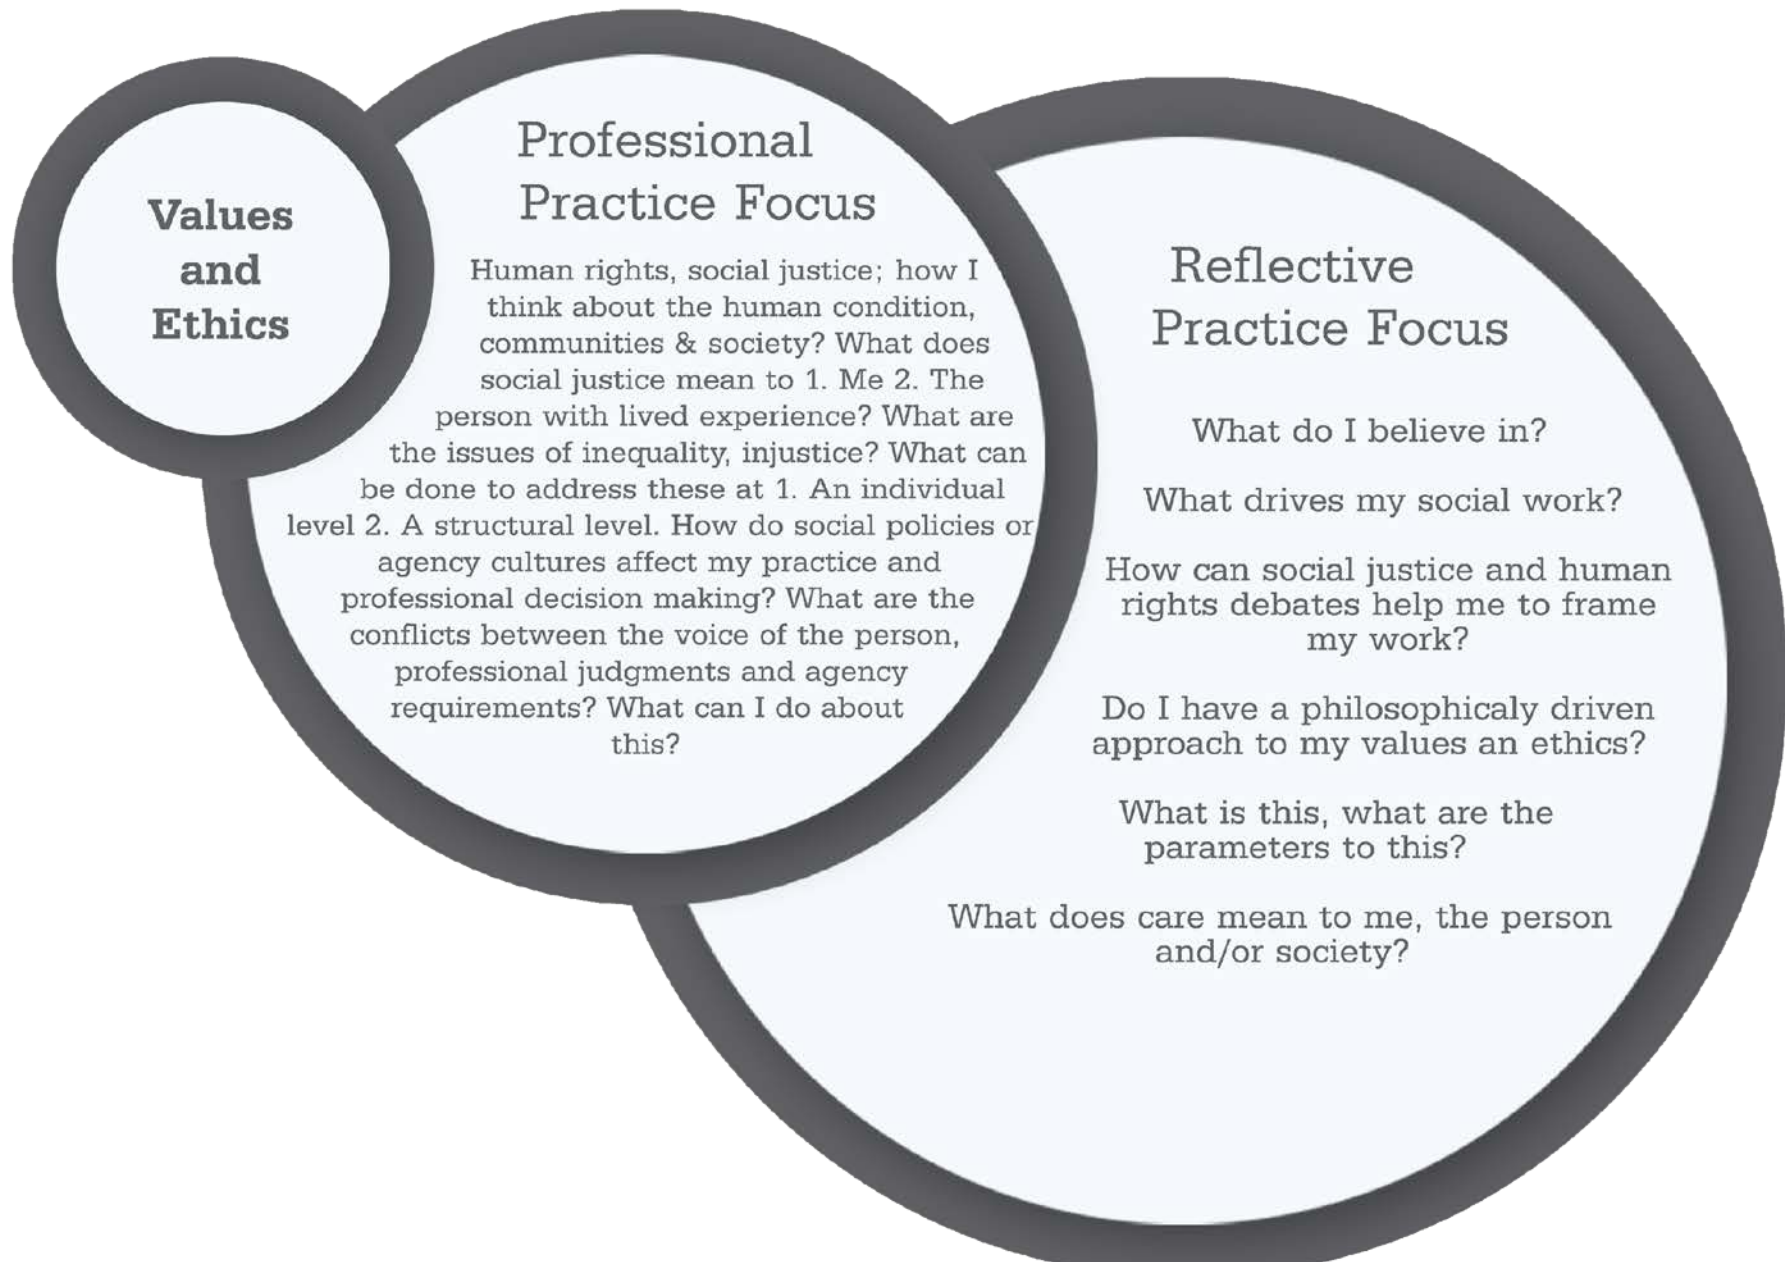 Values
and
Ethics
Professional
Practice Focus
Human rights, social justice; how I
think about the human condition,
communities & society? What does
social justice mean to 1. Me 2. The
person with lived experience? What are
the issues of inequality, injustice? What can
be done to address these at 1. An individual
level 2. A structural level. How do social policies or
agency cultures affect my practice and
professional decision making? What are the
conflicts between the voice of the person,
professional judgments and agency
requirements? What can I do about
this?
Reflective
Practice Focus
What do I believe in?
What drives my social work?
How can social justice and human
rights debates help me to frame
my work?
Do I have a philosophicaly driven
approach to my values an ethics?
What is this, what are the
parameters to this?
What does care mean to me, the person
and/or society?